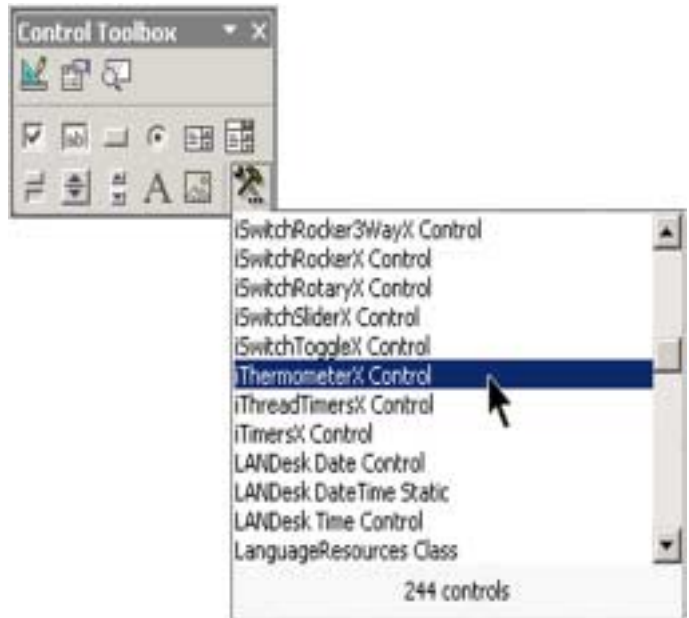 Control Toolbox
ab
A
iSwitchRocker3WayX Control
iSwitchRockerX Control
iSwitchRotaryX Control
iSwitchSliderX Control
iSwitchToggleX Control
iThermometerX Control
iThreadTimersX Control
iTimersX Control
LANDesk Date Control
LANDesk DateTime Static
LANDesk Time Control
LanguageResources Class
244 controls